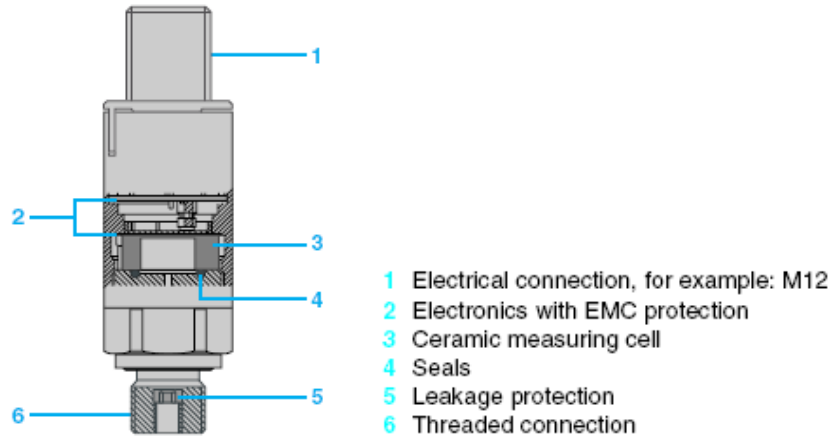 1
2
3
4
5
6
1 Electrical connection, for example: M12
2 Electronics with EMC protection
3 Ceramic measuring cell
4 Seals
5 Leakage protection
6 Threaded connection